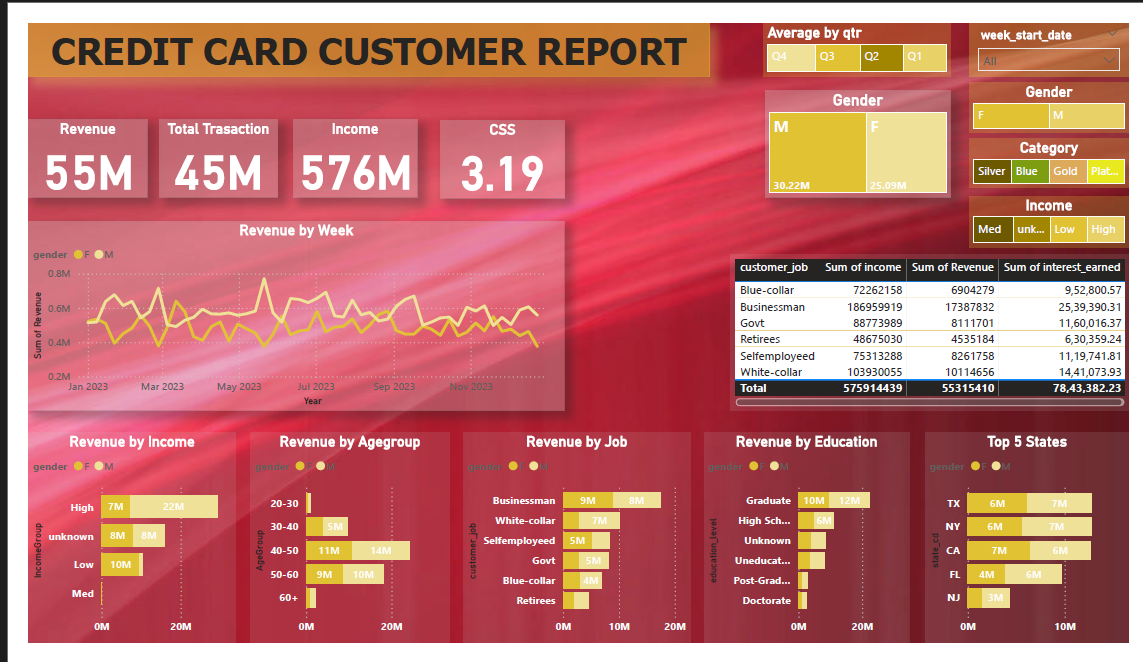 CREDIT CARD CUSTOMER REPORT
Average by qtr
Q4 Q3 Q2 Q1
week_start_date
All
Gender
M F
30.22M 25.09M
Gender
F M
Category
Silver Blue Gold Plat...
Income
Med unk... Low High
Revenue
55M
Total Trasaction
45M
Income
576M
CSS
3.19
Revenue by Week
gender F M
Sum of Revenue
0.8M
0.6M
0.4M
0.2M
Jan 2023 Mar 2023 May 2023 Jul 2023 Sep 2023 Nov 2023
Year
customer_job Sum of income Sum of Revenue Sum of interest_earned
Blue-collar 72262158 6904279 9,52,800.57
Businessman 186959919 17387832 25,39,390.31
Govt 88773989 8111701 11,60,016.37
Retirees 48675030 4535184 6,30,359.24
Selfemployeed 75313288 8261758 11,19,741.81
White-collar 103930055 10114656 14,41,073.93
Total 575914439 55315410 78,43,382.23
Revenue by Income
gender F M
IncomeGroup
High 7M 22M
unknown 8M 8M
Low 10M
Med
0M 20M
Revenue by Agegroup
gender F M
AgeGroup
20-30
30-40 5M
40-50 11M 14M
50-60 9M 10M
60+
0M 20M
Revenue by Job
gender F M
customer_job
Businessman 9M 8M
White-collar 7M
Selfemployeed 5M
Govt 5M
Blue-collar 4M
Retirees
0M 10M 20M
Revenue by Education
gender F M
education_level
Graduate 10M 12M
High Sch... 6M
Unknown
Uneducat...
Post-Grad...
Doctorate
0M 20M
Top 5 States
gender F M
state_cd
TX 6M 7M
NY 6M 7M
CA 7M 6M
FL 4M 6M
NJ 3M
0M 10M